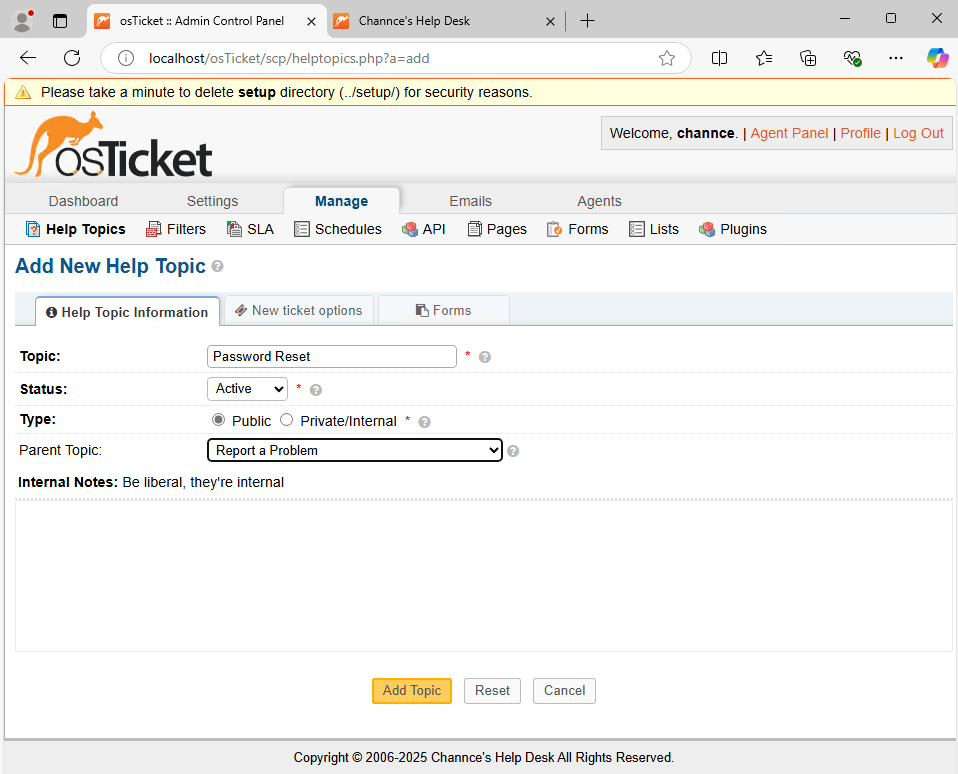 osTicket :: Admin Control Panel
Channce's Help Desk
localhost/osTicket/scp/helptopics.php?a=add
Please take a minute to delete setup directory (../setup/) for security reasons.
osTicket
Welcome, channce. | Agent Panel | Profile | Log Out
Dashboard Settings Manage Emails Agents
Help Topics Filters SLA Schedules API Pages Forms Lists Plugins
Add New Help Topic
Help Topic Information New ticket options Forms
Topic: Password Reset *
Status: Active *
Type: Public Private/Internal *
Parent Topic: Report a Problem
Internal Notes: Be liberal, they're internal
Add Topic Reset Cancel
Copyright © 2006-2025 Channce's Help Desk All Rights Reserved.